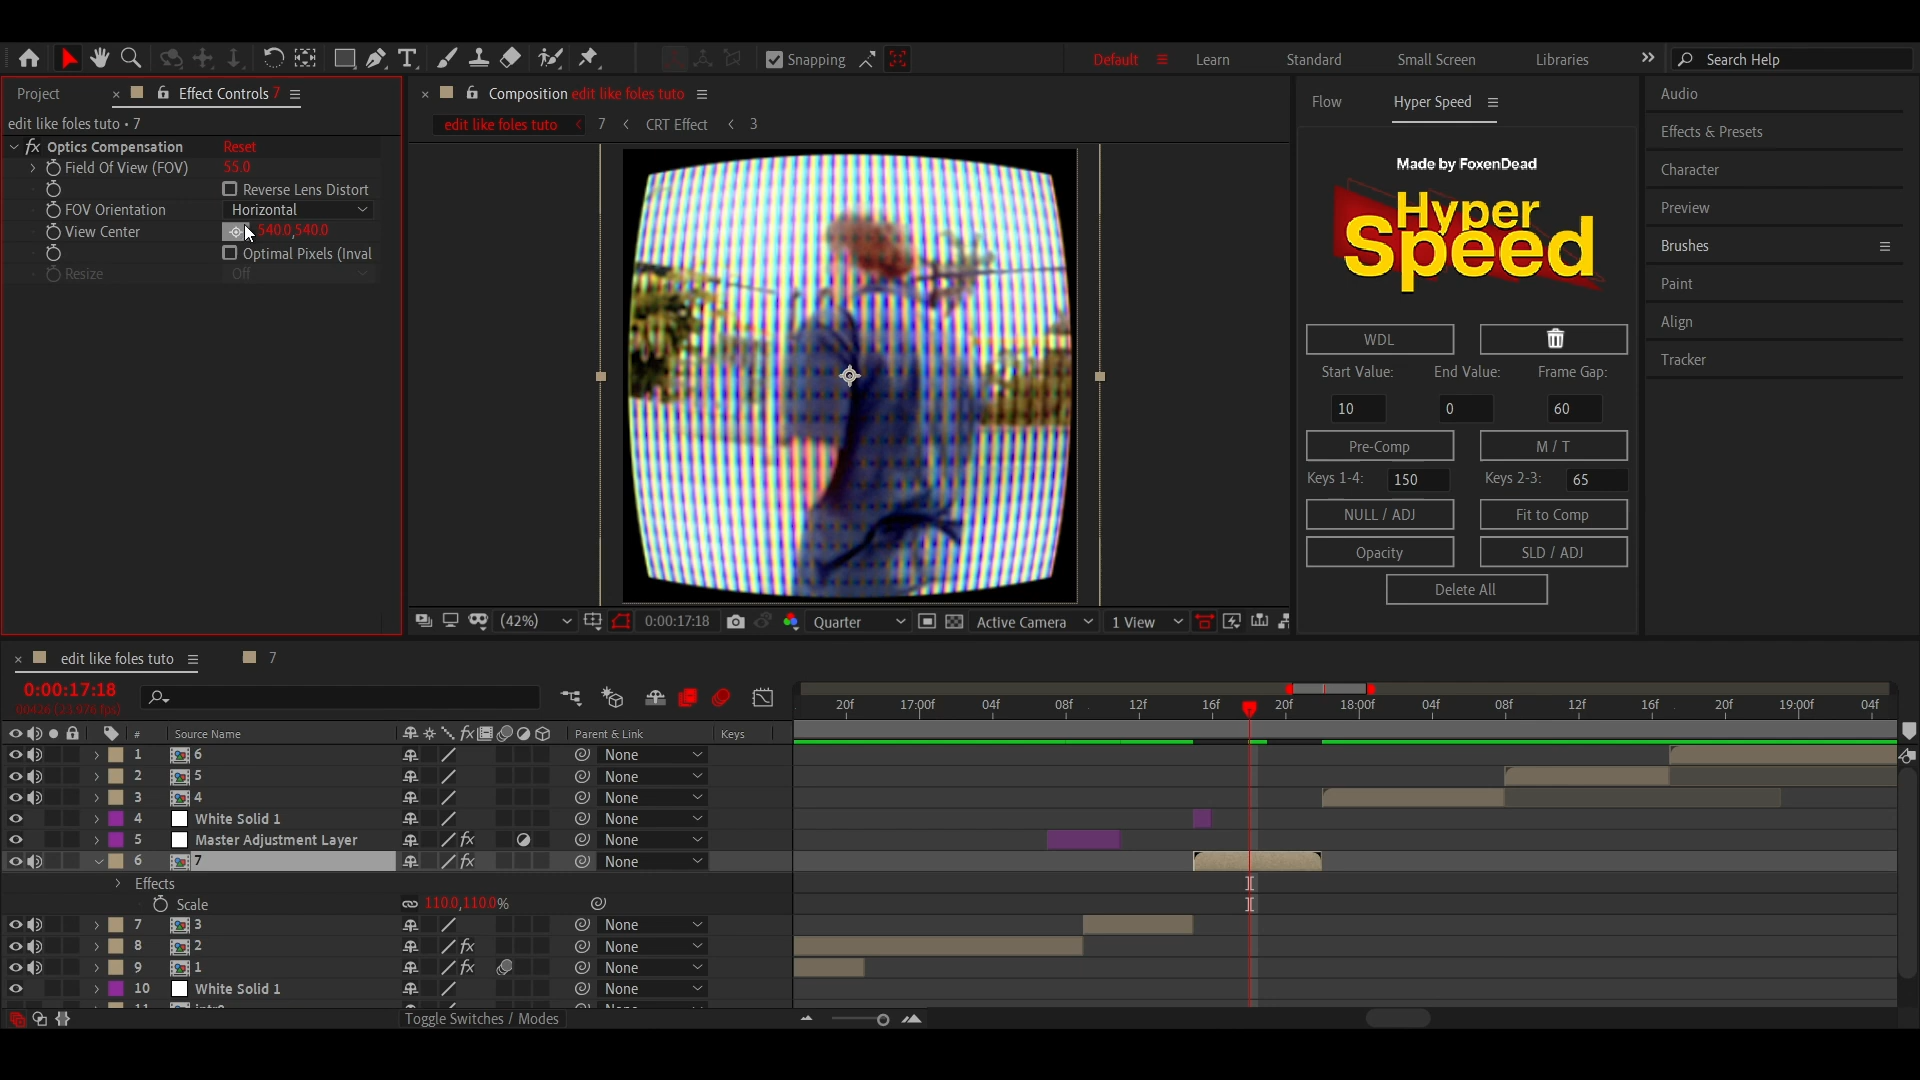 Snapping
Default
Learn
Standard
Small Screen
Libraries
Search Help
Project
Effect Controls 7
Composition edit like foles tuto
Flow
Hyper Speed
Audio
edit like foles tuto • 7
edit like foles tuto
7
CRT Effect
3
Effects & Presets
fx Optics Compensation Reset
Field Of View (FOV) 55.0
Reverse Lens Distort
FOV Orientation Horizontal
View Center 540.0,540.0
Optimal Pixels (Inval
Resize Off
Made by FoxenDead
Hyper
Speed
Character
Preview
Brushes
Paint
Align
Tracker
WDL
Start Value: End Value: Frame Gap:
10 0 60
Pre-Comp M / T
Keys 1-4: 150 Keys 2-3: 65
NULL / ADJ Fit to Comp
Opacity SLD / ADJ
Delete All
(42%) 0:00:17:18 Quarter Active Camera 1 View
edit like foles tuto 7
0:00:17:18
00426 (23.976 fps)
20f 17:00f 04f 08f 12f 16f 20f 18:00f 04f 08f 12f 16f 20f 19:00f 04f
# Source Name fx Parent & Link Keys
1 6 None
2 5 None
3 4 None
4 White Solid 1 None
5 Master Adjustment Layer fx None
6 7 fx None
Effects
Scale 110.0,110.0%
7 3 None
8 2 fx None
9 1 fx None
10 White Solid 1 None
Toggle Switches / Modes